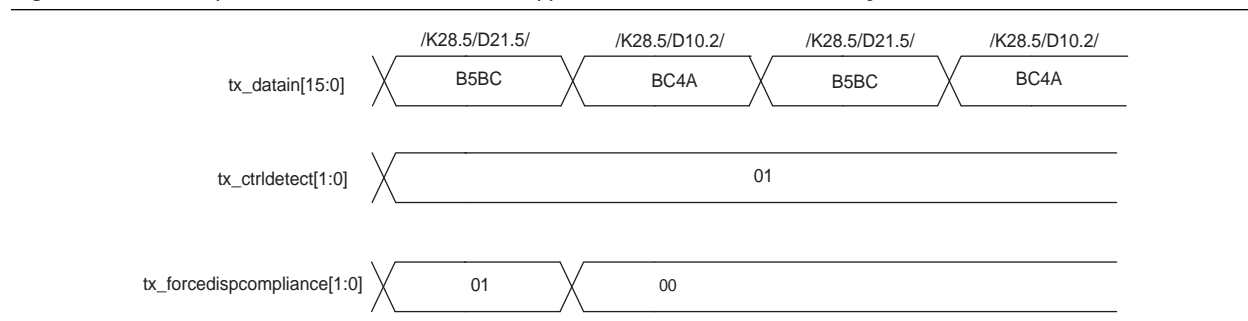 /K28.5/D21.5/ /K28.5/D10.2/ /K28.5/D21.5/ /K28.5/D10.2/
tx_datain[15:0] B5BC BC4A B5BC BC4A
tx_ctrldetect[1:0] 01
tx_forcedispcompliance[1:0] 01 00